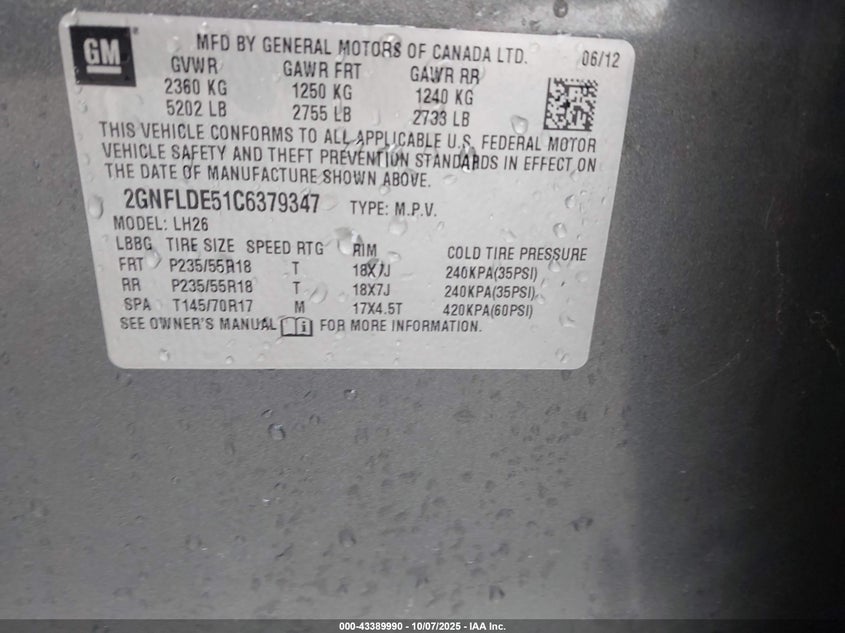 GM
MFD BY GENERAL MOTORS OF CANADA LTD. 06/12
GVWR GAWR FRT GAWR RR
2360 KG 1250 KG 1240 KG
5202 LB 2755 LB 2733 LB
THIS VEHICLE CONFORMS TO ALL APPLICABLE U.S. FEDERAL MOTOR
VEHICLE SAFETY AND THEFT PREVENTION STANDARDS IN EFFECT ON
THE DATE OF MANUFACTURE SHOWN ABOVE.
2GNFLDE51C6379347 TYPE: M.P.V.
MODEL: LH26
LBBG TIRE SIZE SPEED RTG RIM COLD TIRE PRESSURE
FRT P235/55R18 T 18X7J 240KPA(35PSI)
RR P235/55R18 T 18X7J 240KPA(35PSI)
SPA T145/70R17 M 17X4.5T 420KPA(60PSI)
SEE OWNER'S MANUAL FOR MORE INFORMATION.
000-43389990 - 10/07/2025 - IAA Inc.